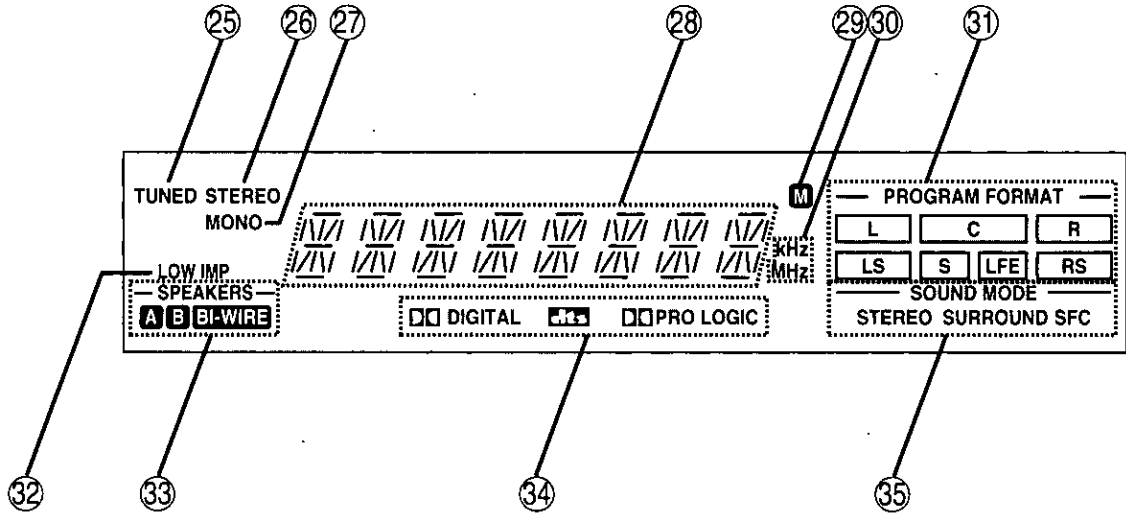 25 26 27 28 29 30 31
TUNED STEREO
MONO
M
kHz
MHz
PROGRAM FORMAT
L C R
LS S LFE RS
LOW IMP
SPEAKERS
A B BI-WIRE
DIGITAL dts PRO LOGIC
SOUND MODE
STEREO SURROUND SFC
32 33 34 35